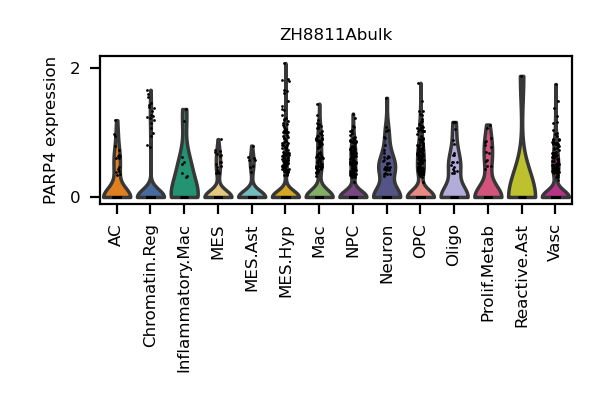 ZH8811Abulk
PARP4 expression
2
0
AC
Chromatin.Reg
Inflammatory.Mac
MES
MES.Ast
MES.Hyp
Mac
NPC
Neuron
OPC
Oligo
Prolif.Metab
Reactive.Ast
Vasc